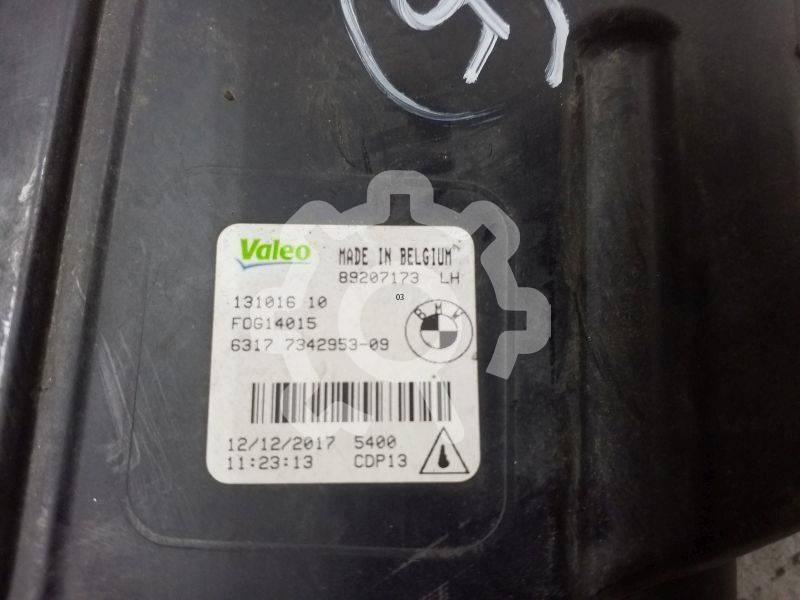 Valeo MADE IN BELGIUM
89207173 LH
131016 10 03
FOG14015
BMW
6317 7342953-09
12/12/2017 5400
11:23:13 CDP13